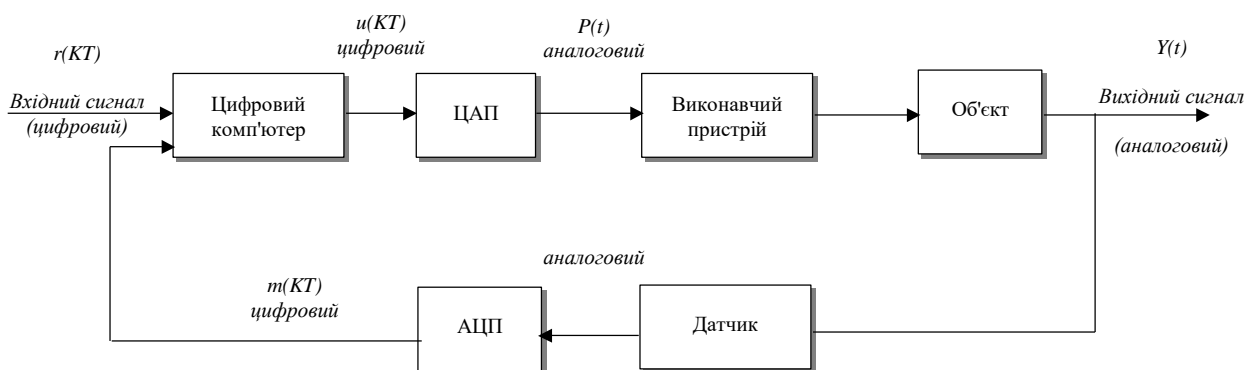 u(KT)
цифровий
P(t)
аналоговий
Y(t)
r(KT)
Вхідний сигнал
(цифровий)
Цифровий
комп'ютер
ЦАП
Виконавчий
пристрій
Об'єкт
Вихідний сигнал
(аналоговий)
аналоговий
m(KT)
цифровий
АЦП
Датчик